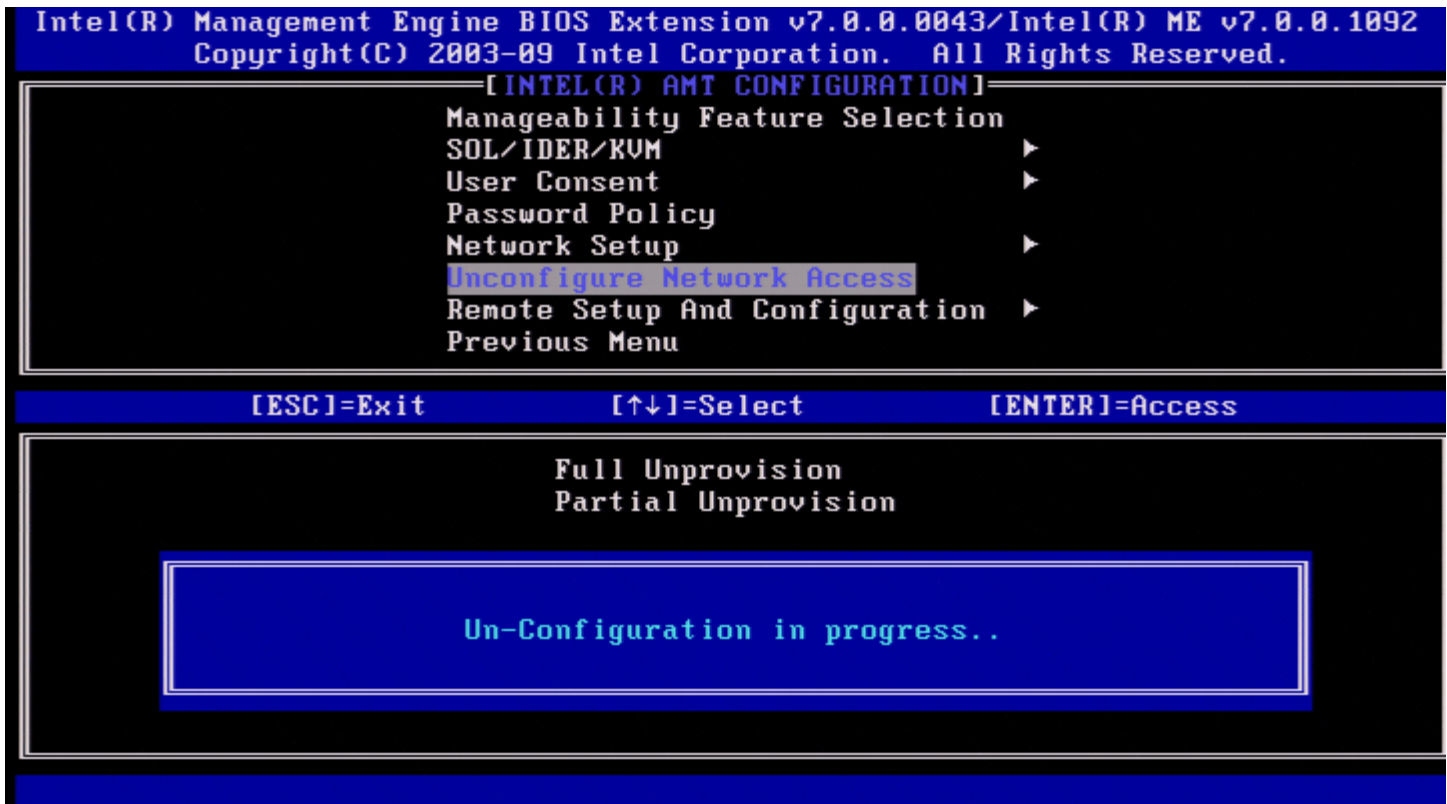 Intel(R) Management Engine BIOS Extension v7.0.0.0043/Intel(R) ME v7.0.0.1092
Copyright(C) 2003-09 Intel Corporation. All Rights Reserved.
[INTEL(R) AMT CONFIGURATION]
Manageability Feature Selection
SOL/IDER/KVM ►
User Consent ►
Password Policy
Network Setup ►
Unconfigure Network Access
Remote Setup And Configuration ►
Previous Menu
[ESC]=Exit [↑↓]=Select [ENTER]=Access
Full Unprovision
Partial Unprovision
Un-Configuration in progress..